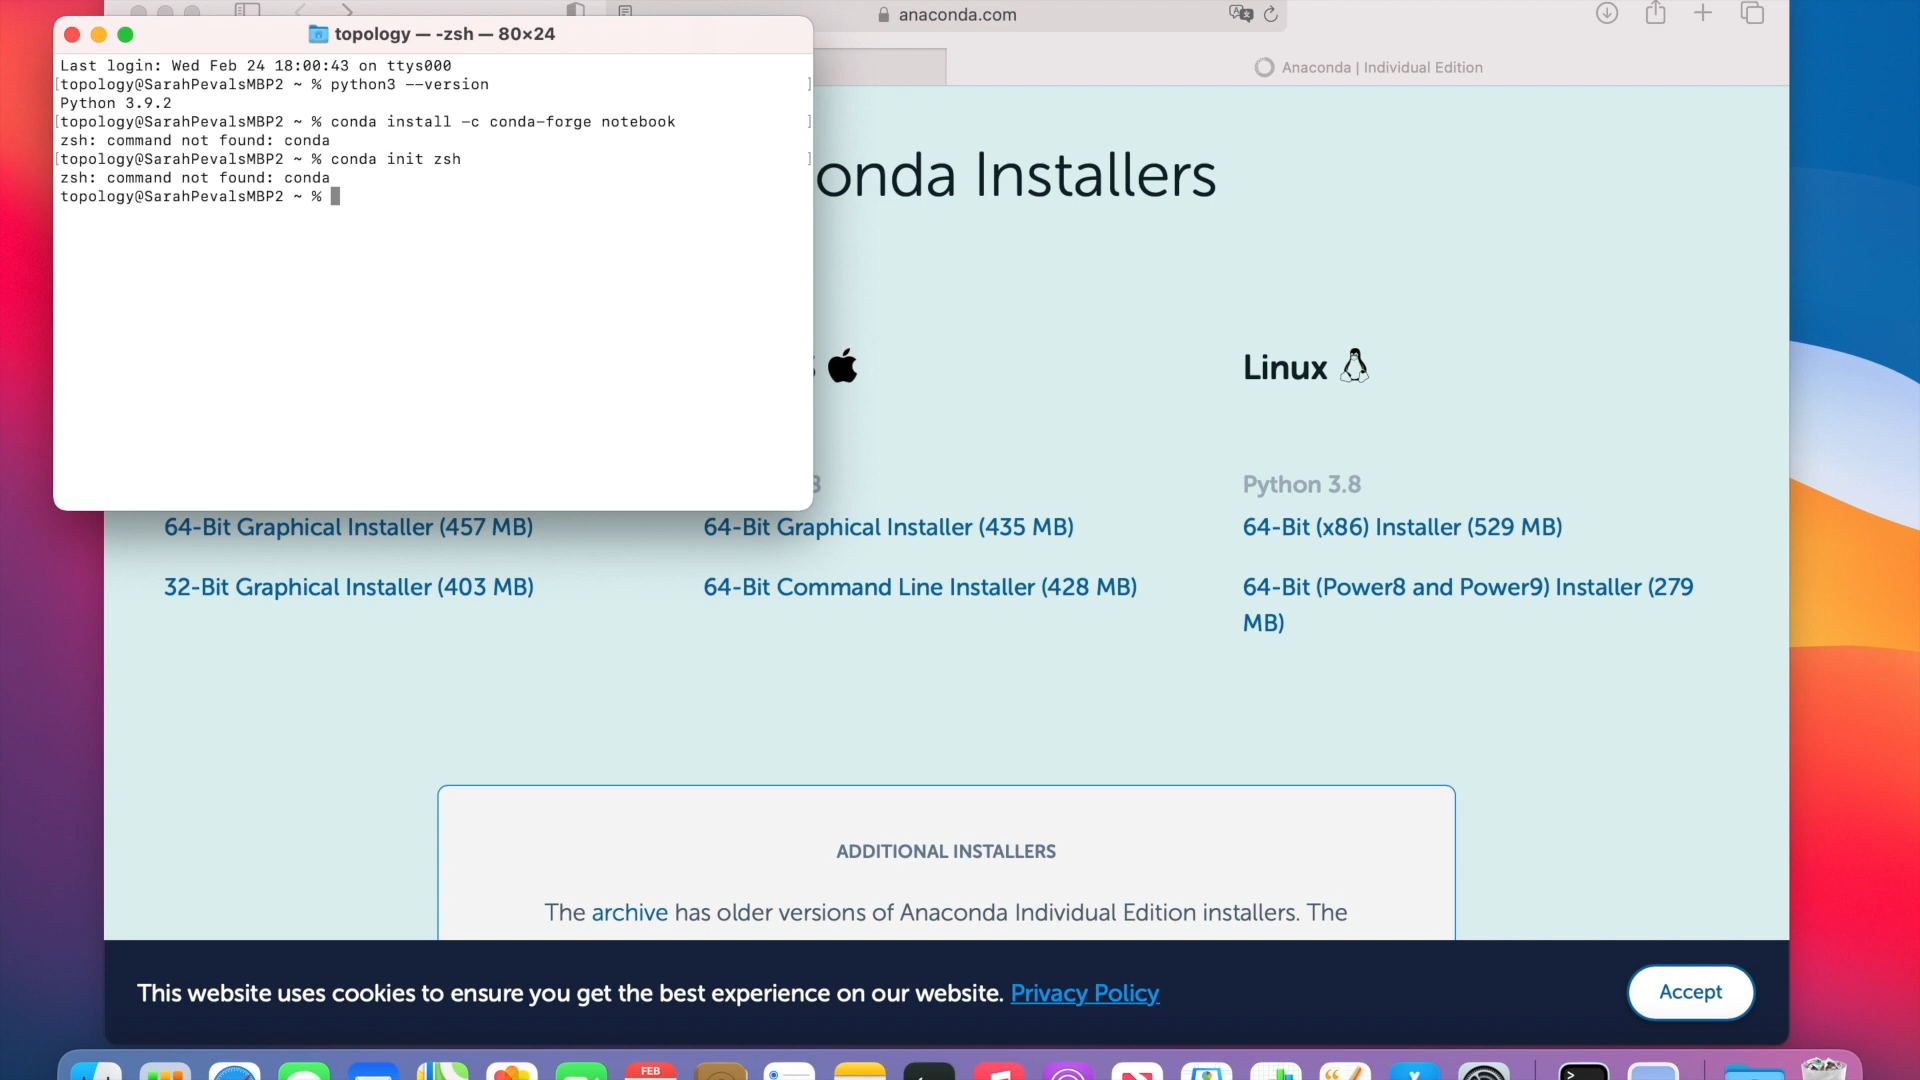 topology — -zsh — 80×24
Last login: Wed Feb 24 18:00:43 on ttys000
[topology@SarahPevalsMBP2 ~ % python3 --version ]
Python 3.9.2
[topology@SarahPevalsMBP2 ~ % conda install -c conda-forge notebook ]
zsh: command not found: conda
[topology@SarahPevalsMBP2 ~ % conda init zsh ]
zsh: command not found: conda
topology@SarahPevalsMBP2 ~ %
anaconda.com
Anaconda | Individual Edition
onda Installers
Linux
Python 3.8
64-Bit Graphical Installer (457 MB)
64-Bit Graphical Installer (435 MB)
64-Bit (x86) Installer (529 MB)
32-Bit Graphical Installer (403 MB)
64-Bit Command Line Installer (428 MB)
64-Bit (Power8 and Power9) Installer (279
MB)
ADDITIONAL INSTALLERS
The archive has older versions of Anaconda Individual Edition installers. The
This website uses cookies to ensure you get the best experience on our website. Privacy Policy
Accept
FEB